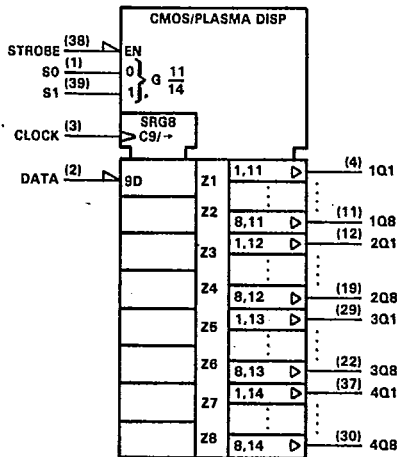 CMOS/PLASMA DISP
STROBE (38) EN
S0 (1) 0
S1 (39) 1
G 11/14
SRG8
CLOCK (3) C9/→
DATA (2) 9D
Z1 1,11 (4) 1Q1
Z2 8,11 (11) 1Q8
1,12 (12) 2Q1
Z3
Z4 8,12 (19) 2Q8
Z5 1,13 (29) 3Q1
Z6 8,13 (22) 3Q8
Z7 1,14 (37) 4Q1
Z8 8,14 (30) 4Q8